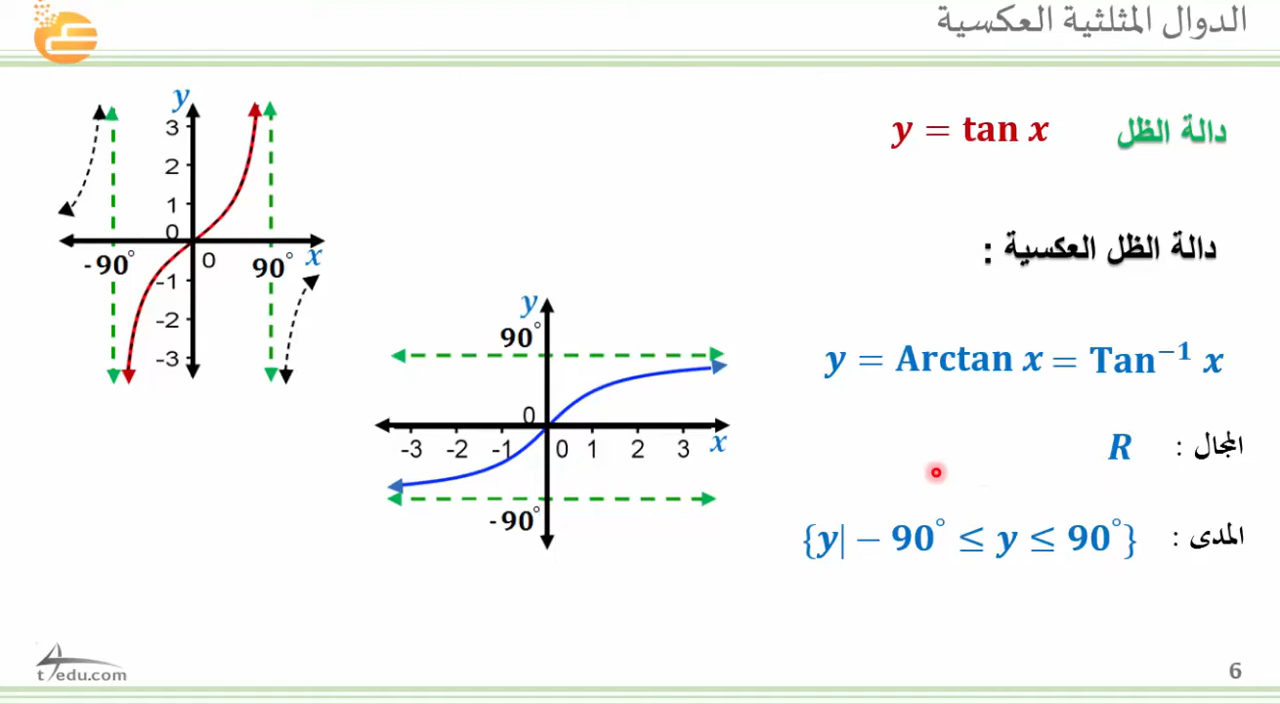 الدوال المثلثية العكسية
دالة الظل y = tan x
دالة الظل العكسية :
y = Arctan x = Tan⁻¹ x
المجال : R
المدى : {y| − 90° ≤ y ≤ 90°}
y
3
2
1
0
-90° 0 90° x
-1
-2
-3
y
90°
0
-3 -2 -1 0 1 2 3 x
-90°
t4edu.com
6